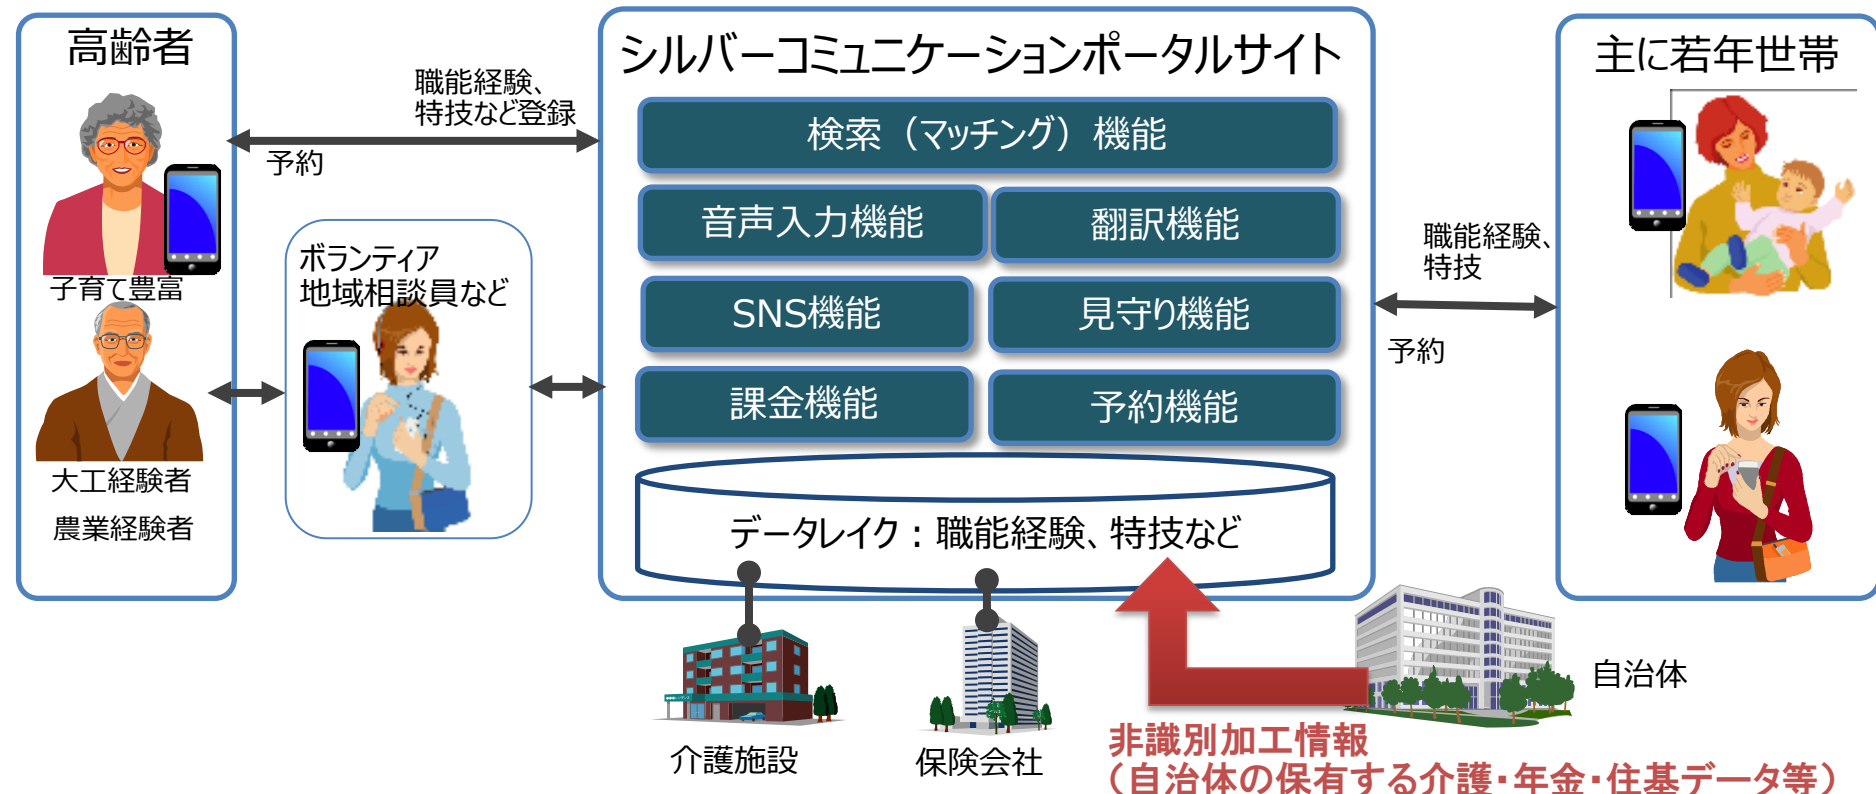 高齢者
子育て豊富
大工経験者
農業経験者
職能経験、
特技など登録
予約
ボランティア
地域相談員など
シルバーコミュニケーションポータルサイト
検索（マッチング）機能
音声入力機能
翻訳機能
SNS機能
見守り機能
課金機能
予約機能
データレイク：職能経験、特技など
職能経験、
特技
予約
主に若年世帯
介護施設
保険会社
自治体
非識別加工情報
（自治体の保有する介護・年金・住基データ等）